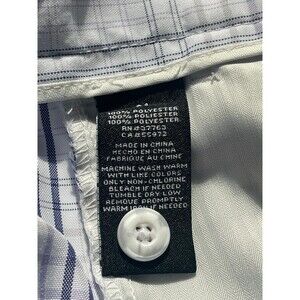 100% POLYESTER
100% POLIESTER
100% POLYESTER
RN#37763
CA#55972
MADE IN CHINA
HECHO EN CHINA
FABRIQUE AU CHINE
MACHINE WASH WARM
WITH LIKE COLORS
ONLY NON-CHLORINE
BLEACH IF NEEDED
TUMBLE DRY LOW
REMOVE PROMPTLY
WARM IRON IF NEEDED